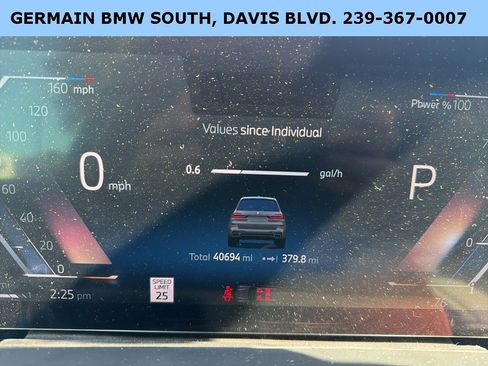 GERMAIN BMW SOUTH, DAVIS BLVD. 239-367-0007
160 mph
Power % 100
120
Values since Individual
100
0.6 gal/h
0 mph
P
60
40
20
Total 40694 mi 379.8 mi
0
2:25 pm
SPEED LIMIT 25